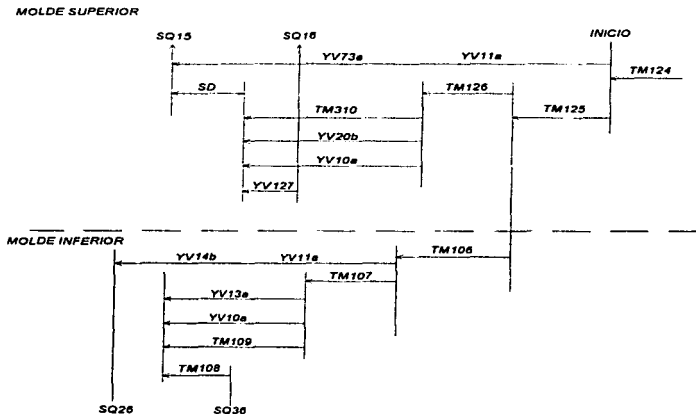 MOLDE SUPERIOR
SQ15 SQ16 INICIO
YV73a YV11a
TM124
SD TM126
TM310 TM125
YV20b
YV10a
YV127
MOLDE INFERIOR
YV14b YV11a TM106
TM107
YV13a
YV10a
TM109
TM108
SQ26 SQ36